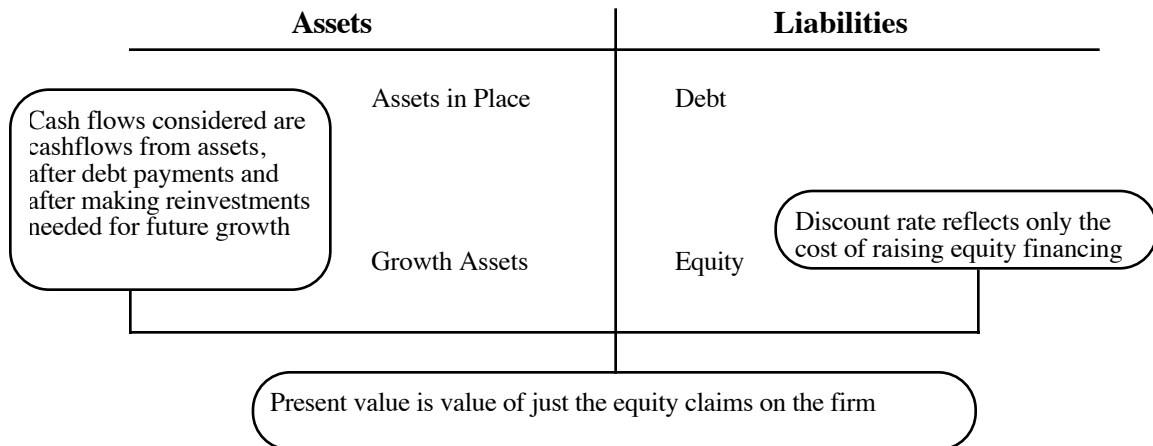 Assets
Liabilities
Assets in Place
Debt
Cash flows considered are
cashflows from assets,
after debt payments and
after making reinvestments
needed for future growth
Growth Assets
Equity
Discount rate reflects only the
cost of raising equity financing
Present value is value of just the equity claims on the firm